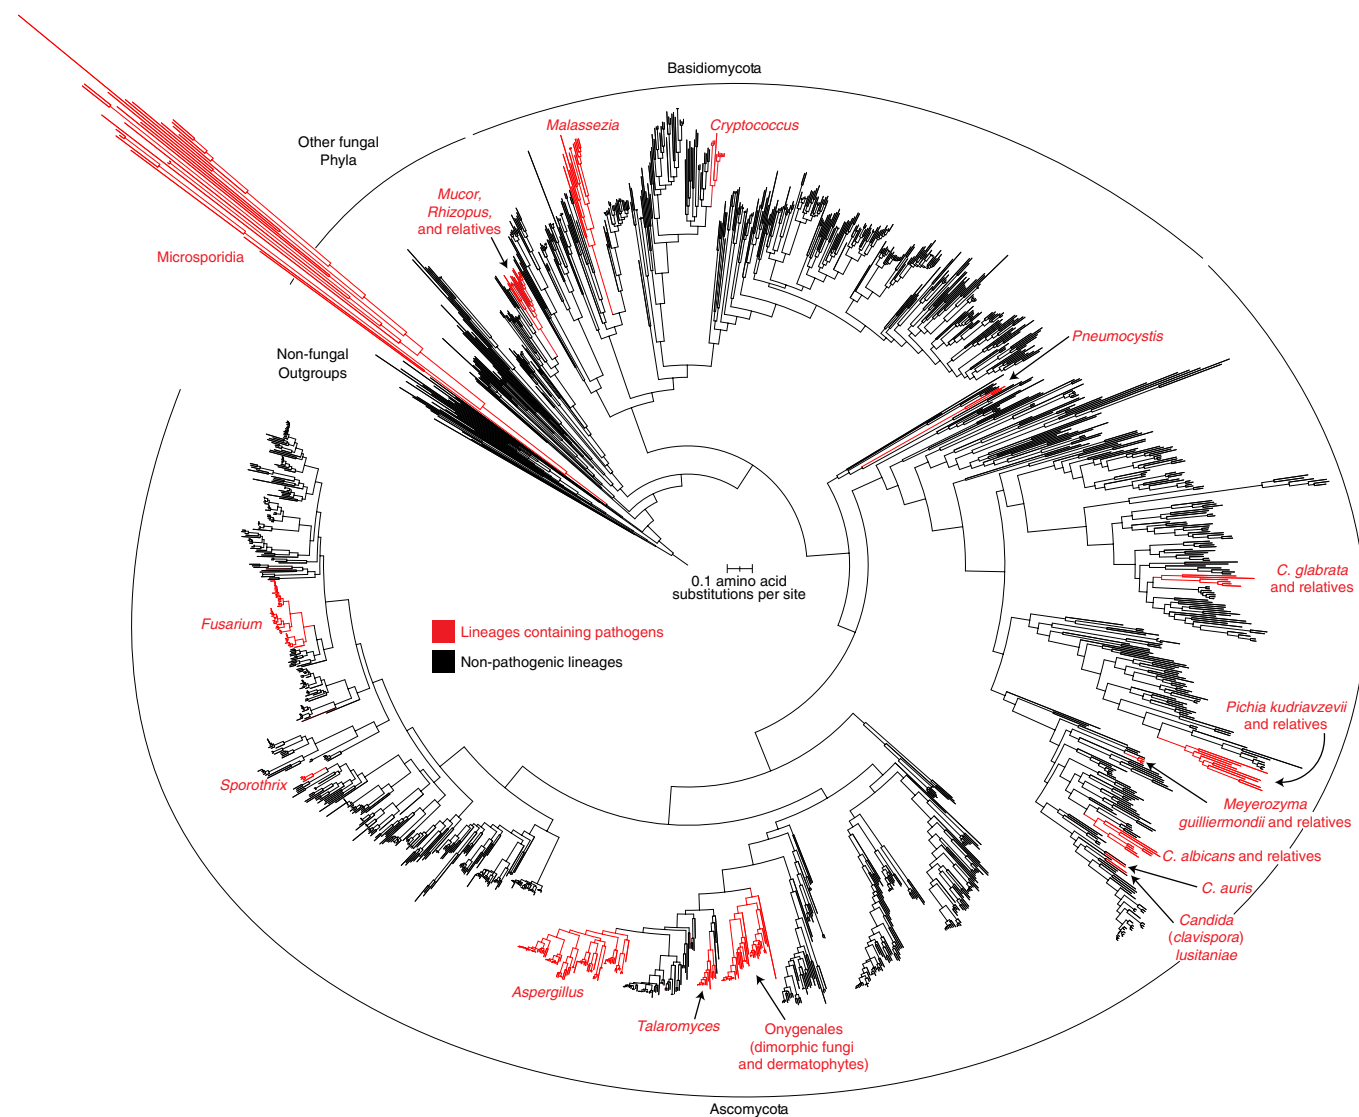 Basidiomycota
Other fungal
Phyla
Malassezia
Cryptococcus
Mucor,
Rhizopus,
and relatives
Microsporidia
Non-fungal
Outgroups
Pneumocystis
0.1 amino acid
substitutions per site
C. glabrata
and relatives
Fusarium
Lineages containing pathogens
Non-pathogenic lineages
Pichia kudriavzevii
and relatives
Sporothrix
Meyerozyma
guilliermondii and relatives
C. albicans and relatives
C. auris
Candida
(clavispora)
lusitaniae
Aspergillus
Talaromyces
Onygenales
(dimorphic fungi
and dermatophytes)
Ascomycota